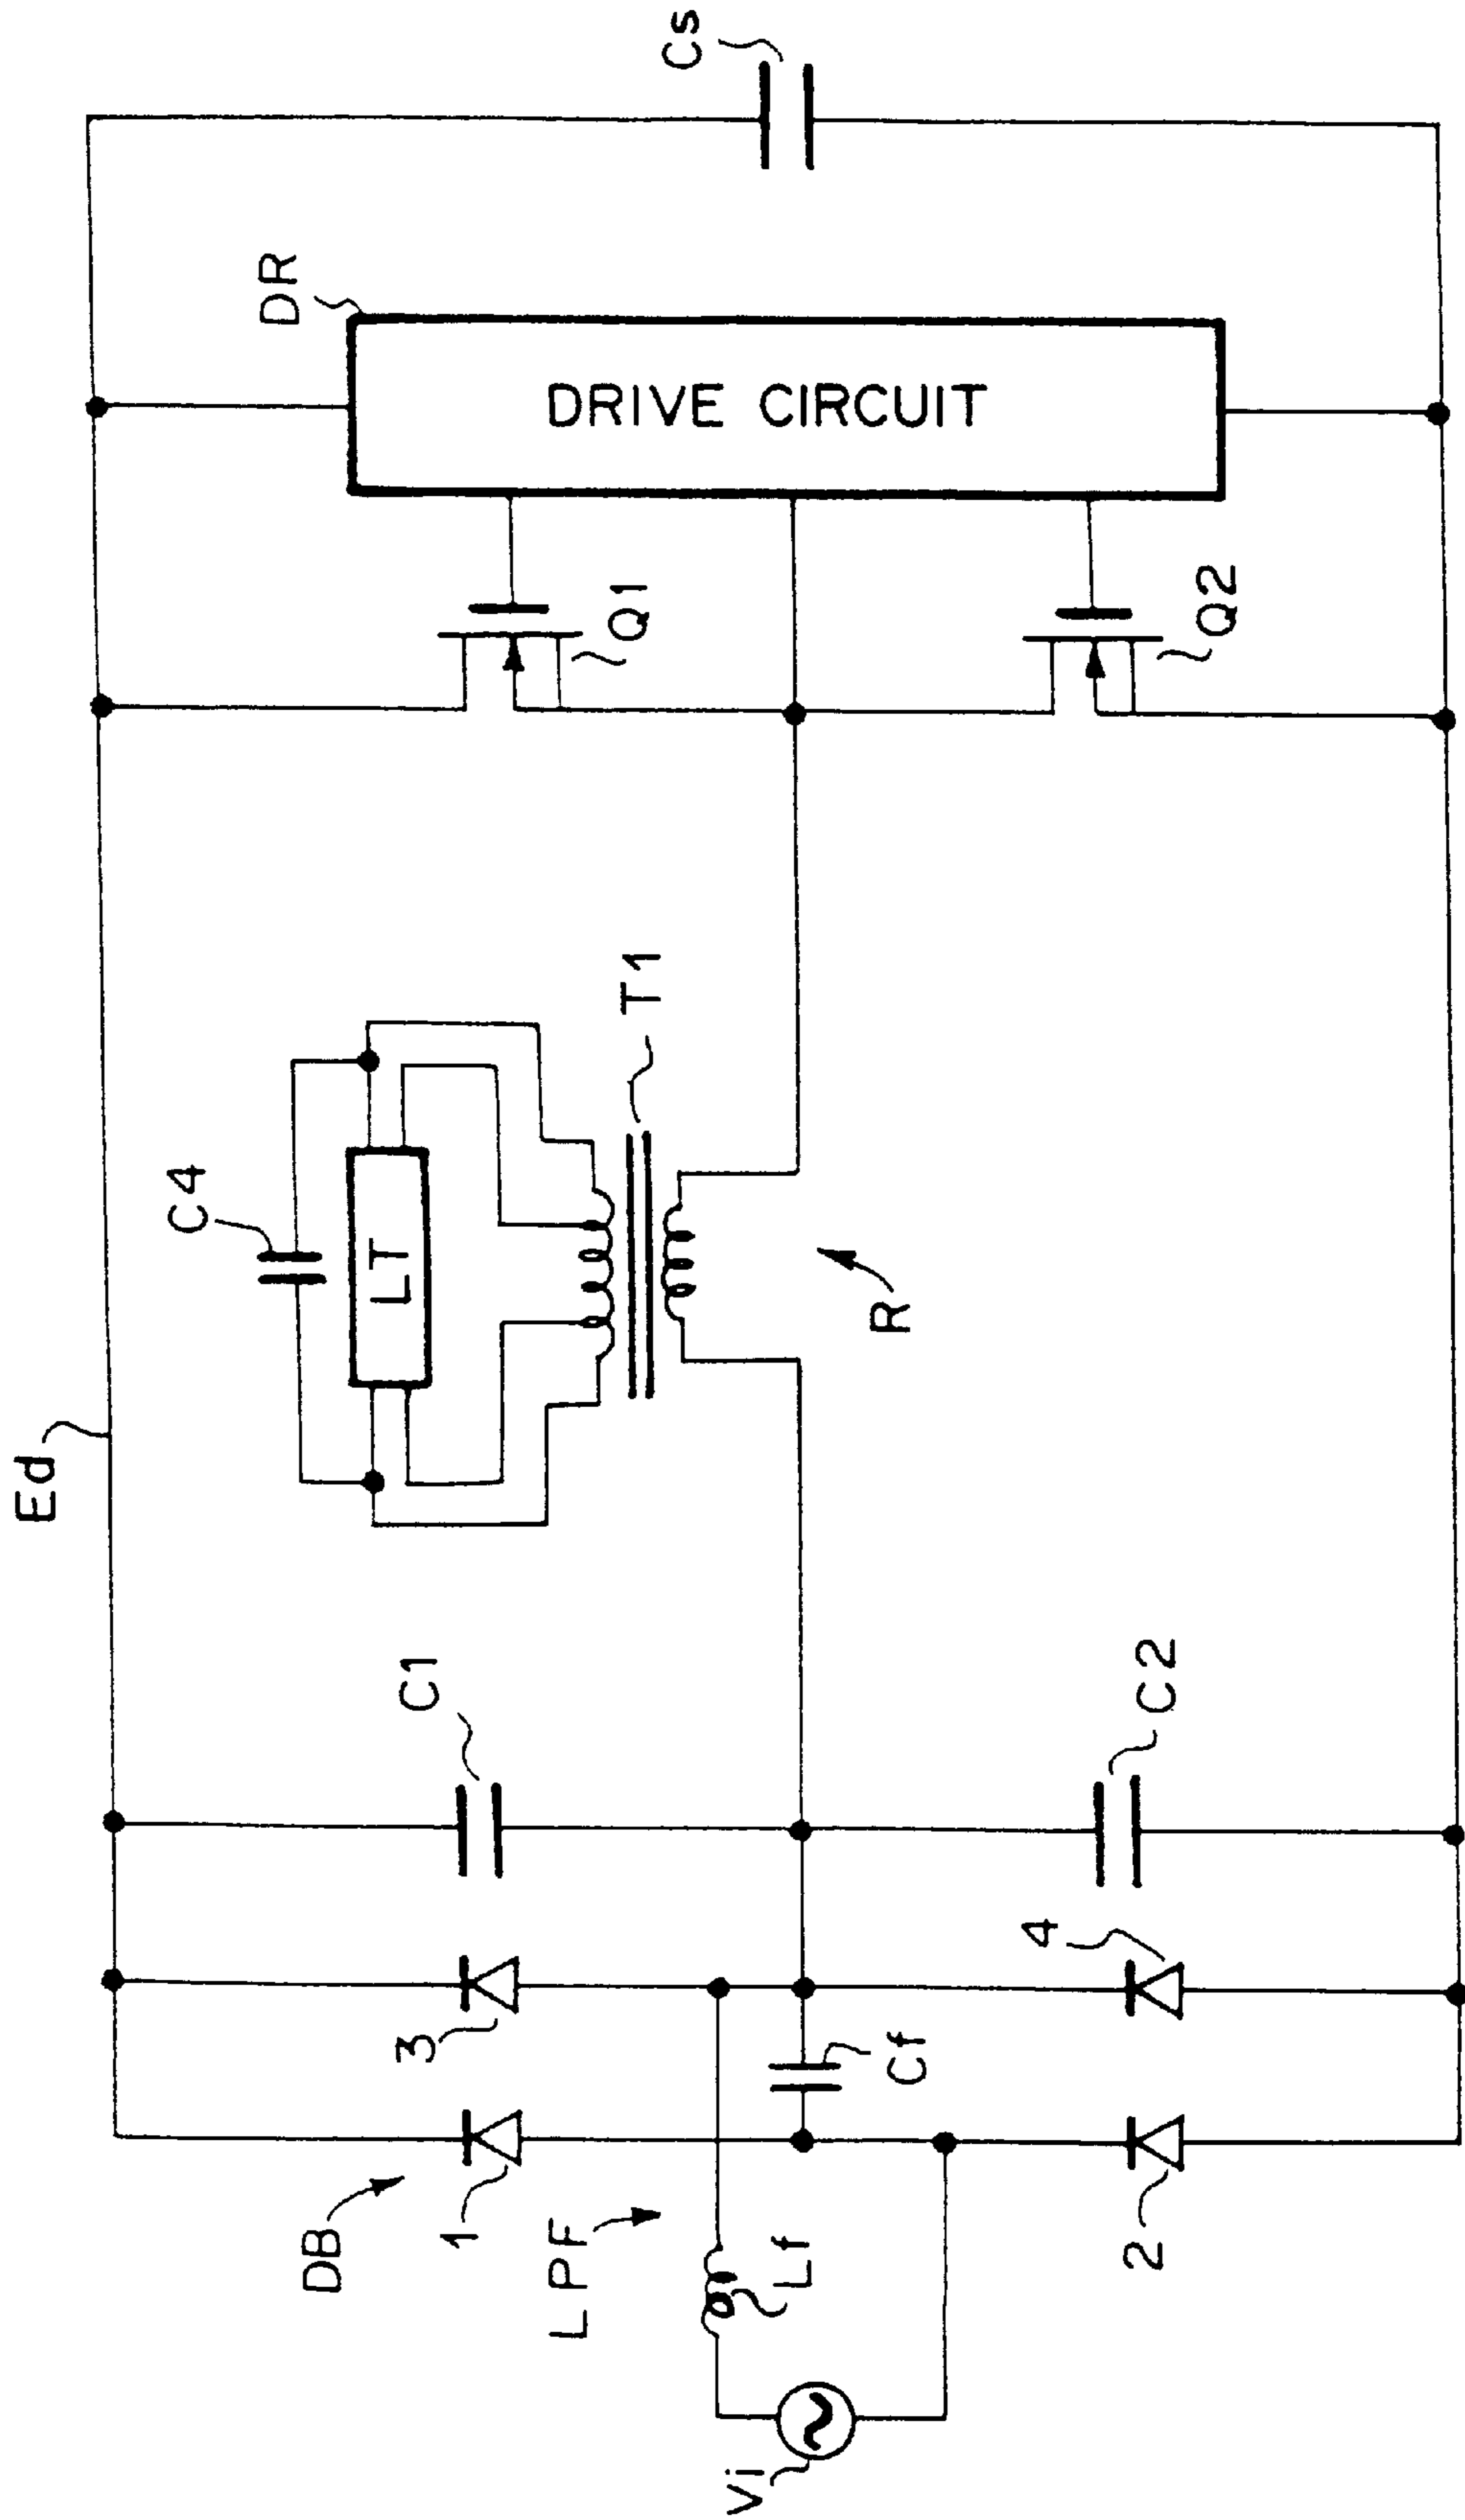 Ed
C4
DR
Cs
LT
DRIVE CIRCUIT
T1
Q1
R
Q2
DB
1
3
C1
LPF
Lf
Cf
Vi
2
4
C2